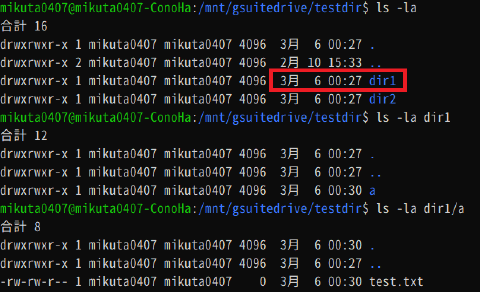 mikuta0407@mikuta0407-ConoHa:/mnt/gsuitedrive/testdir$ ls -la
合計 16
drwxrwxr-x 1 mikuta0407 mikuta0407 4096  3月  6 00:27 .
drwxrwxr-x 2 mikuta0407 mikuta0407 4096  2月 10 15:33 ..
drwxrwxr-x 1 mikuta0407 mikuta0407 4096  3月  6 00:27 dir1
drwxrwxr-x 1 mikuta0407 mikuta0407 4096  3月  6 00:27 dir2
mikuta0407@mikuta0407-ConoHa:/mnt/gsuitedrive/testdir$ ls -la dir1
合計 12
drwxrwxr-x 1 mikuta0407 mikuta0407 4096  3月  6 00:27 .
drwxrwxr-x 1 mikuta0407 mikuta0407 4096  3月  6 00:27 ..
drwxrwxr-x 1 mikuta0407 mikuta0407 4096  3月  6 00:30 a
mikuta0407@mikuta0407-ConoHa:/mnt/gsuitedrive/testdir$ ls -la dir1/a
合計 8
drwxrwxr-x 1 mikuta0407 mikuta0407 4096  3月  6 00:30 .
drwxrwxr-x 1 mikuta0407 mikuta0407 4096  3月  6 00:27 ..
-rw-rw-r-- 1 mikuta0407 mikuta0407    0  3月  6 00:30 test.txt